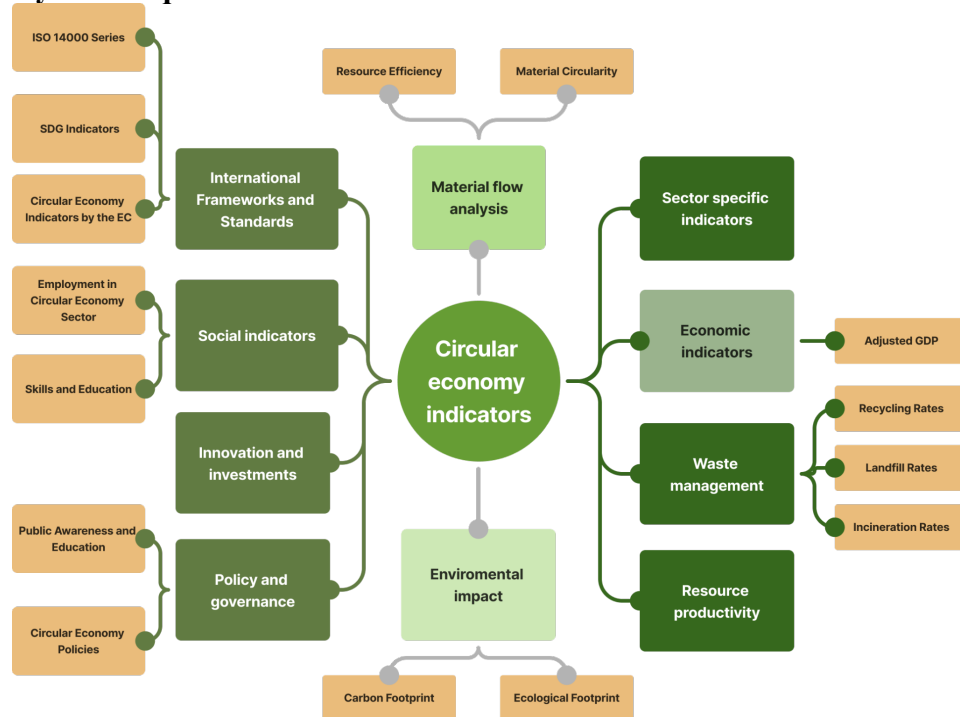 ISO 14000 Series
SDG Indicators
Circular Economy
Indicators by the EC
International
Frameworks and
Standards
Employment in
Circular Economy
Sector
Skills and Education
Social indicators
Innovation and
investments
Public Awareness and
Education
Circular Economy
Policies
Policy and
governance
Resource Efficiency
Material Circularity
Material flow
analysis
Circular
economy
indicators
Enviromental
impact
Carbon Footprint
Ecological Footprint
Sector specific
indicators
Economic
indicators
Adjusted GDP
Waste
management
Recycling Rates
Landfill Rates
Incineration Rates
Resource
productivity